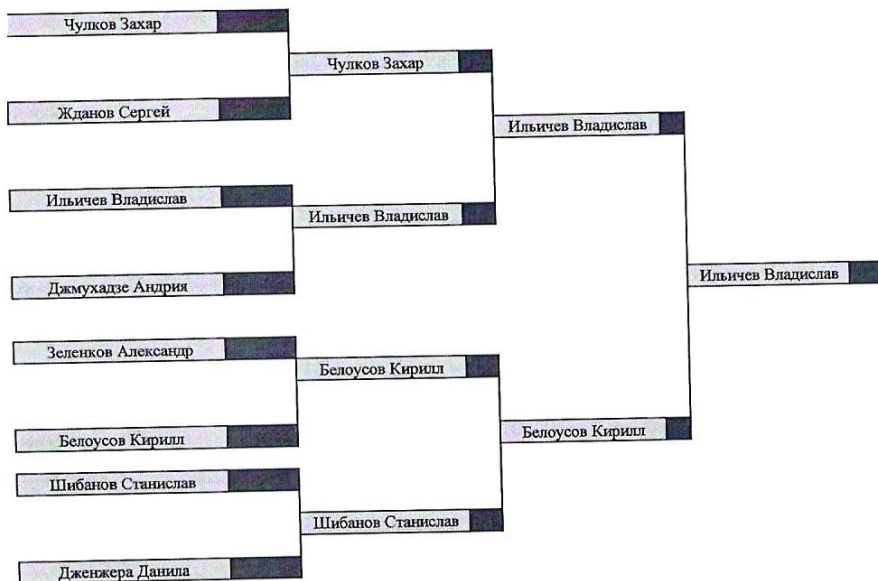 Чулков Захар
Жданов Сергей
Ильичев Владислав
Джмухадзе Андрия
Зеленков Александр
Белоусов Кирилл
Шибанов Станислав
Дженжера Данила
Чулков Захар
Ильичев Владислав
Белоусов Кирилл
Шибанов Станислав
Ильичев Владислав
Белоусов Кирилл
Ильичев Владислав